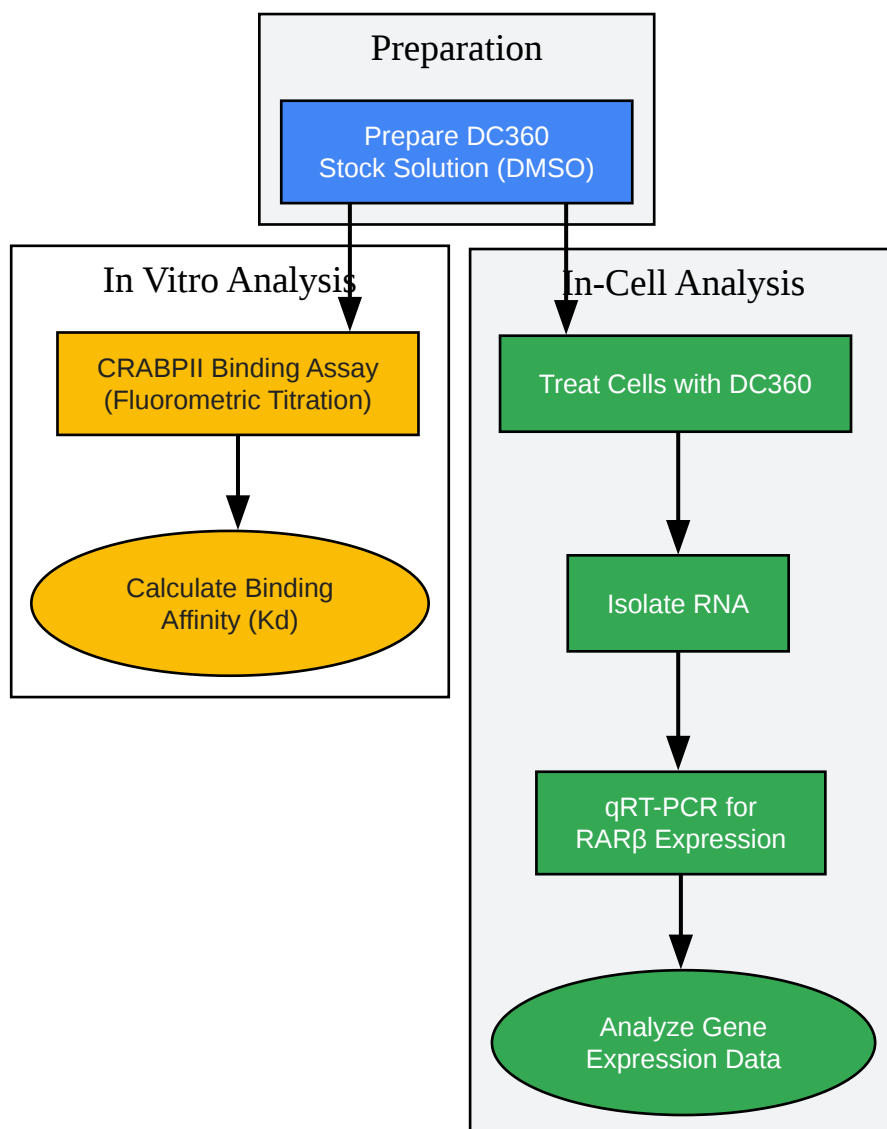 Preparation
Prepare DC360
Stock Solution (DMSO)
In Vitro Analysis
CRABPII Binding Assay
(Fluorometric Titration)
Calculate Binding
Affinity (Kd)
In-Cell Analysis
Treat Cells with DC360
Isolate RNA
qRT-PCR for
RARβ Expression
Analyze Gene
Expression Data